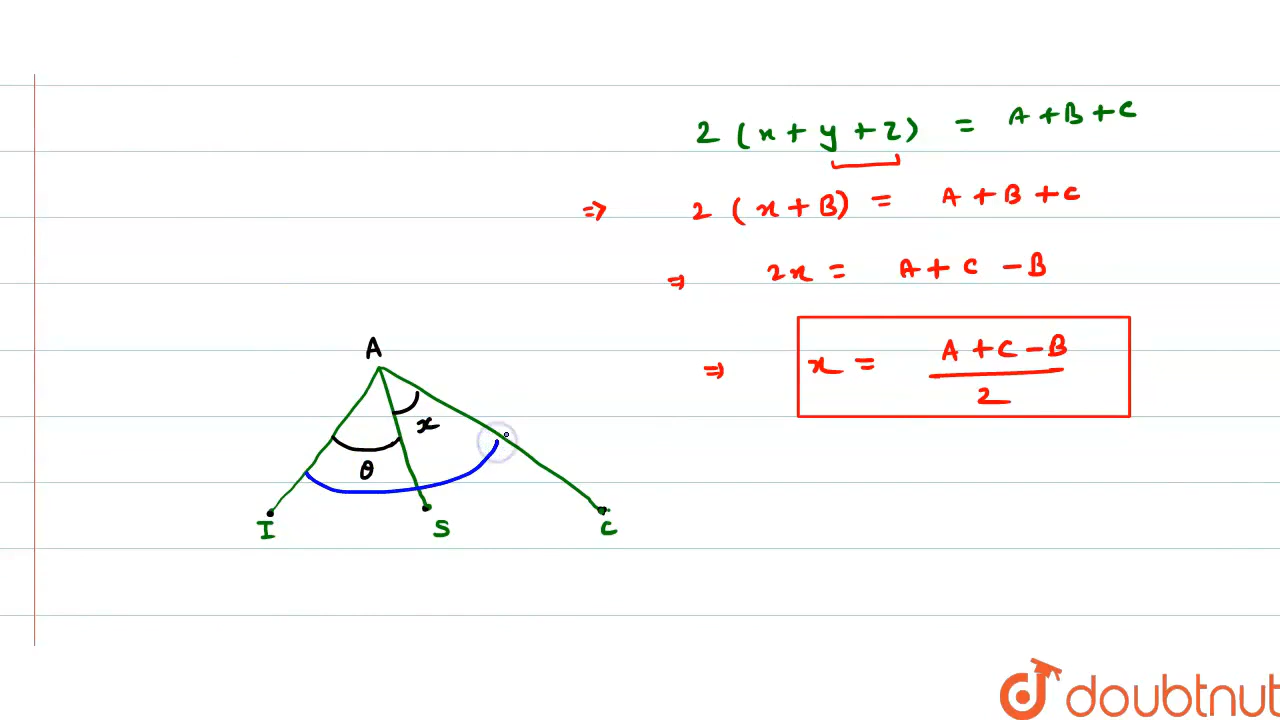 2 (x + y + z) = A + B + C
⇒ 2 (x + B) = A + B + C
⇒ 2x = A + C - B
⇒ x = A + C - B
2
A
x
θ
I
S
C
doubtnut